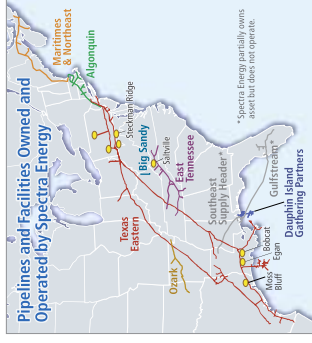 Pipelines and Facilities Owned and
Operated by Spectra Energy
Maritimes
& Northeast
Algonquin
Steckman Ridge
Big Sandy
Saltville
East
Tennessee
Texas
Eastern
Ozark
Southeast
Supply Header*
Gulfstream*
Dauphin Island
Gathering Partners
Bobcat
Egan
Moss
Bluff
*Spectra Energy partially owns
asset but does not operate.